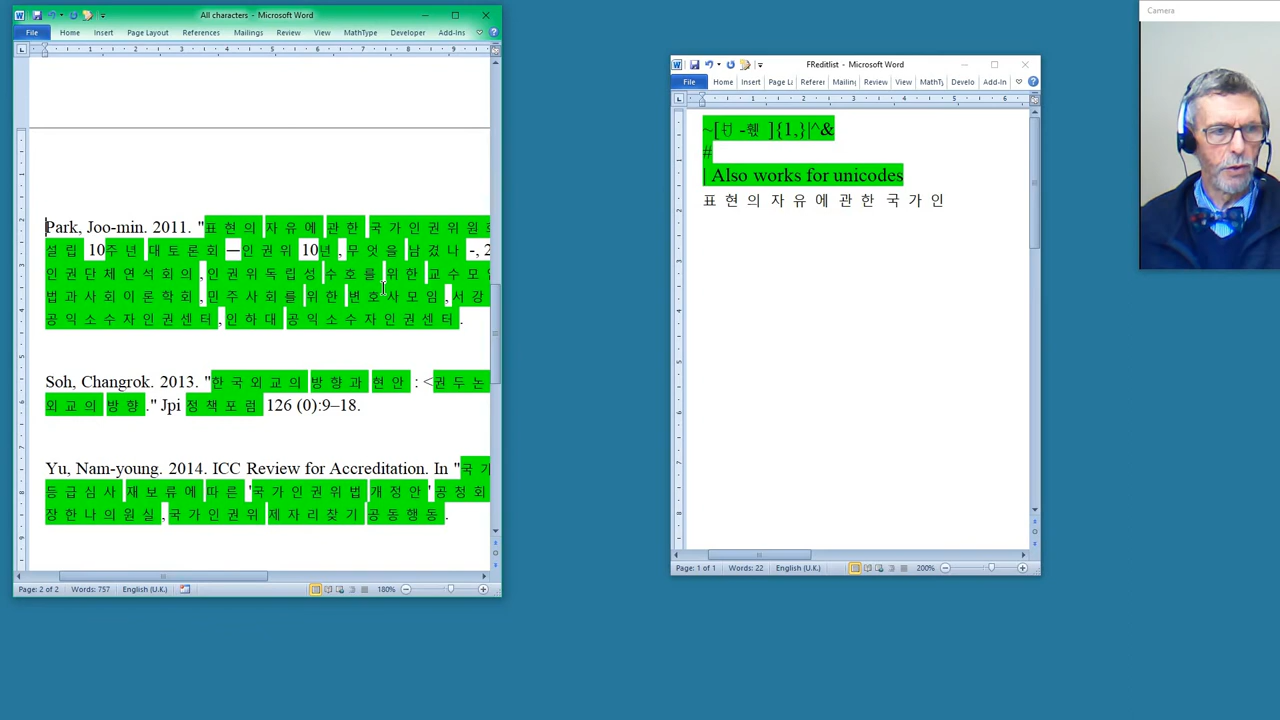 All characters - Microsoft Word
File Home Insert Page Layout References Mailings Review View MathType Developer Add-Ins
Park, Joo-min. 2011. "표현의 자유에 관한 국가인권위원회
설립 10주년 대토론회 —인권위 10년, 무엇을 남겼나 -, 2
인권단체연석회의, 인권위독립성 수호를 위한 교수모
법과사회이론학회, 민주사회를 위한 변호사모임, 서강
공익소수자인권센터, 인하대 공익소수자인권센터.
Soh, Changrok. 2013. "한국외교의 방향과 현안 : <권두논
외교의 방향." Jpi 정책포럼 126 (0):9–18.
Yu, Nam-young. 2014. ICC Review for Accreditation. In "국가
등급심사 재보류에 따른 '국가인권위법 개정안' 공청회
장한나의원실, 국가인권위 제자리찾기 공동행동.
Page: 2 of 2 Words: 757 English (U.K.) 180%
FReditlist - Microsoft Word
File Home Insert Page La Referer Mailing Review View MathTy Develo Add-In
#
| Also works for unicodes
표현의 자유에 관한 국가인
Page: 1 of 1 Words: 22 English (U.K.) 200%
Camera